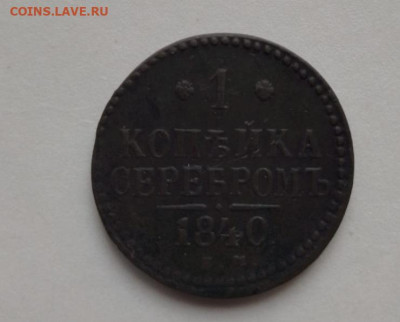 COINS.LAVE.RU
1
КОПѢЙКА
СЕРЕБРОМЪ
1840